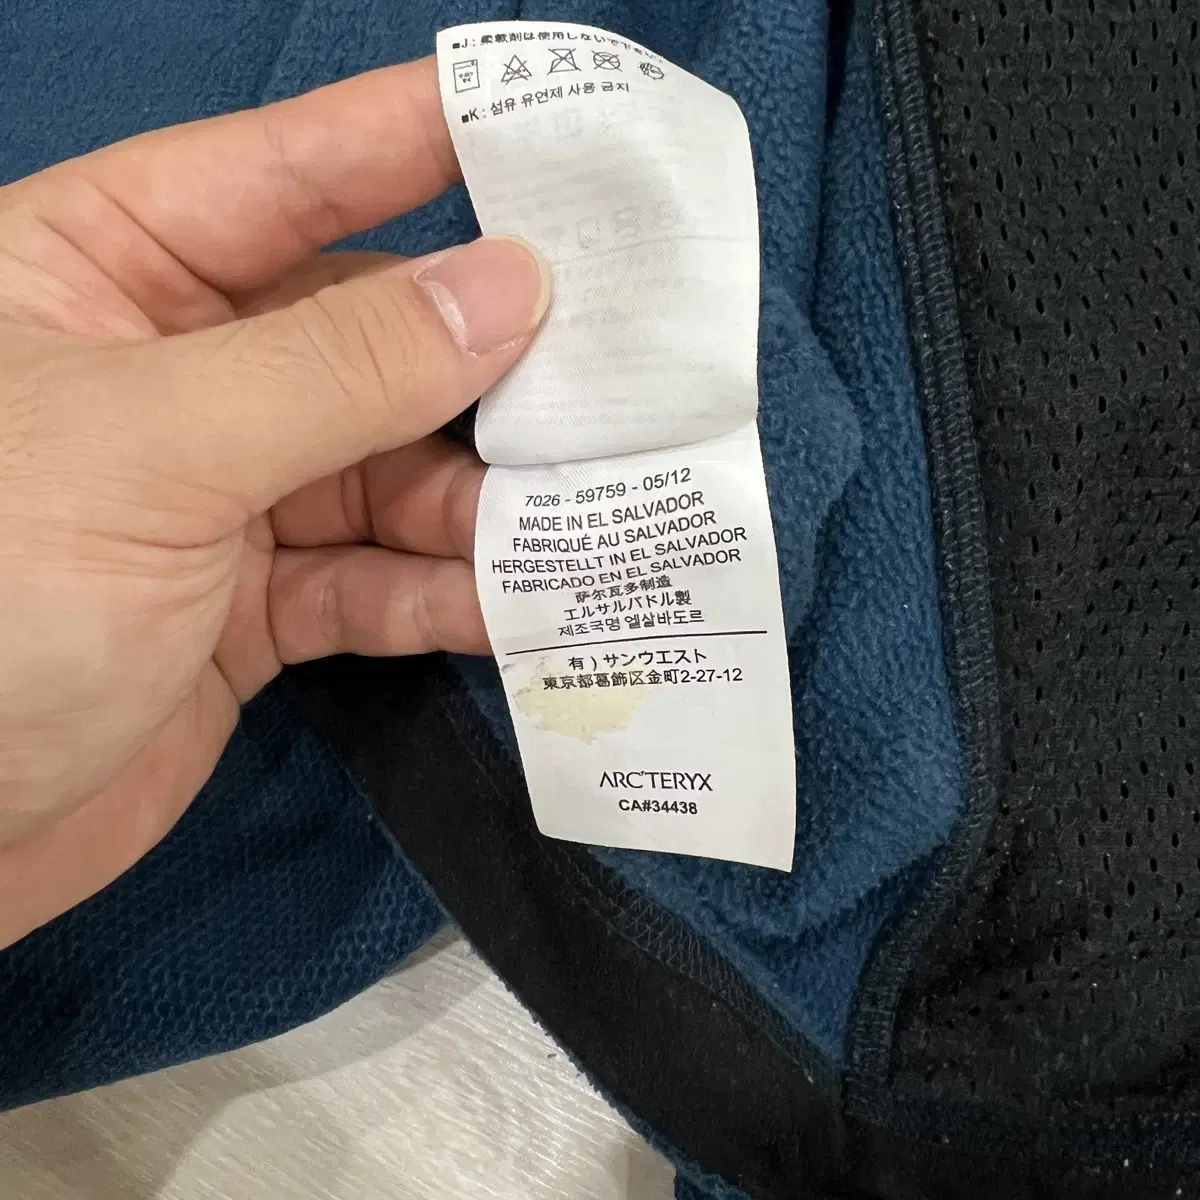 ■J : 柔軟剤は使用しないで下さい。
■K : 섬유 유연제 사용 금지
7026 - 59759 - 05/12
MADE IN EL SALVADOR
FABRIQUÉ AU SALVADOR
HERGESTELLT IN EL SALVADOR
FABRICADO EN EL SALVADOR
萨尔瓦多制造
エルサルバドル製
제조국명 엘살바도르
有 ) サンウエスト
東京都葛飾区金町2-27-12
ARC'TERYX
CA#34438